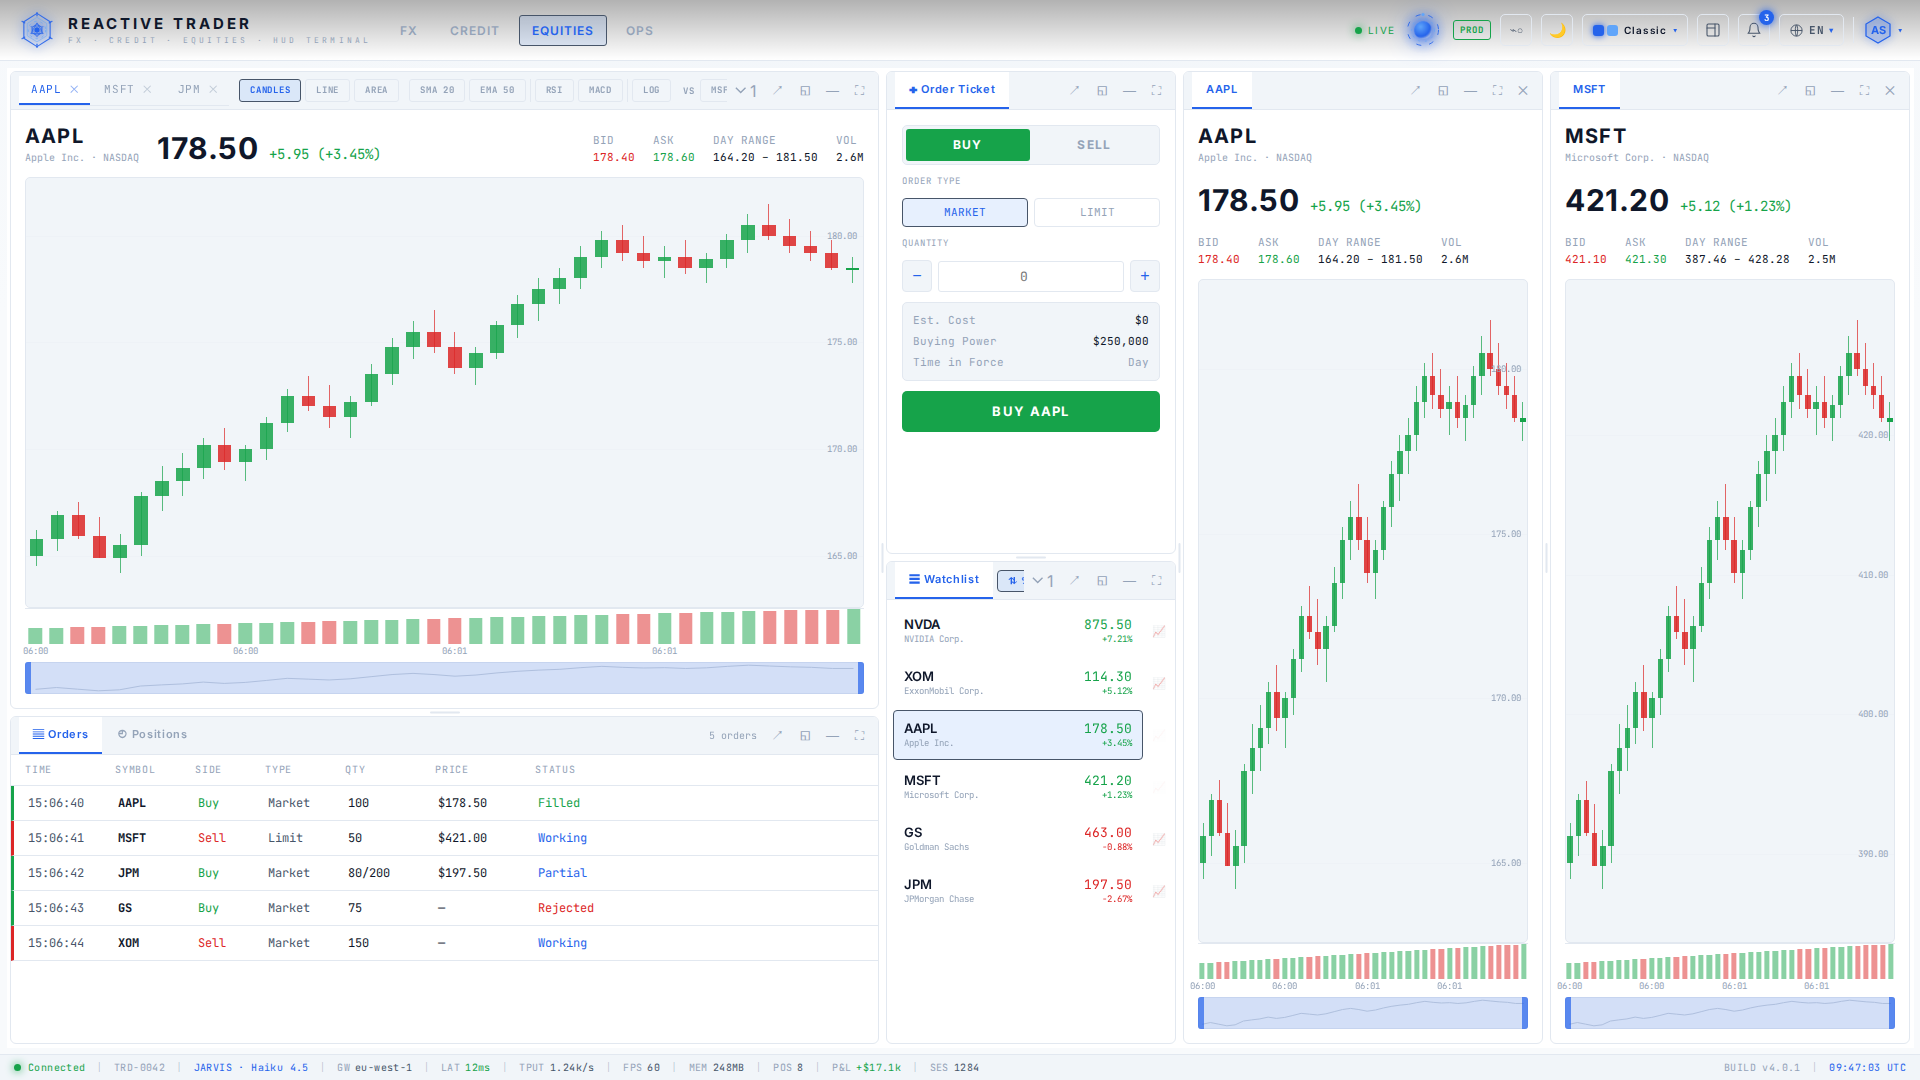 REACTIVE TRADER
FX · CREDIT · EQUITIES · HUD TERMINAL
FX
CREDIT
EQUITIES
OPS
LIVE
PROD
Classic
3
EN
AS
AAPL
MSFT
JPM
CANDLES
LINE
AREA
SMA 20
EMA 50
RSI
MACD
LOG
VS
1
AAPL
Apple Inc. · NASDAQ
178.50
+5.95 (+3.45%)
BID
178.40
ASK
178.60
DAY RANGE
164.20 – 181.50
VOL
2.6M
180.00
175.00
170.00
165.00
06:00
06:00
06:01
06:01
Orders
Positions
5 orders
TIME SYMBOL SIDE TYPE QTY PRICE STATUS
15:06:40 AAPL Buy Market 100 $178.50 Filled
15:06:41 MSFT Sell Limit 50 $421.00 Working
15:06:42 JPM Buy Market 80/200 $197.50 Partial
15:06:43 GS Buy Market 75 – Rejected
15:06:44 XOM Sell Market 150 – Working
Order Ticket
BUY
SELL
ORDER TYPE
MARKET
LIMIT
QUANTITY
−
0
+
Est. Cost $0
Buying Power $250,000
Time in Force Day
BUY AAPL
Watchlist
1
NVDA 875.50
NVIDIA Corp. +7.21%
XOM 114.30
ExxonMobil Corp. +5.12%
AAPL 178.50
Apple Inc. +3.45%
MSFT 421.20
Microsoft Corp. +1.23%
GS 463.00
Goldman Sachs -0.88%
JPM 197.50
JPMorgan Chase -2.67%
AAPL
AAPL
Apple Inc. · NASDAQ
178.50
+5.95 (+3.45%)
BID
178.40
ASK
178.60
DAY RANGE
164.20 – 181.50
VOL
2.6M
175.00
170.00
165.00
06:00
06:00
06:01
06:01
MSFT
MSFT
Microsoft Corp. · NASDAQ
421.20
+5.12 (+1.23%)
BID
421.10
ASK
421.30
DAY RANGE
387.46 – 428.28
VOL
2.5M
420.00
410.00
400.00
390.00
06:00
06:00
06:01
06:01
Connected
TRD-0042
JARVIS · Haiku 4.5
GW eu-west-1
LAT 12ms
TPUT 1.24k/s
FPS 60
MEM 248MB
POS 8
P&L +$17.1k
SES 1284
BUILD v4.0.1
09:47:03 UTC